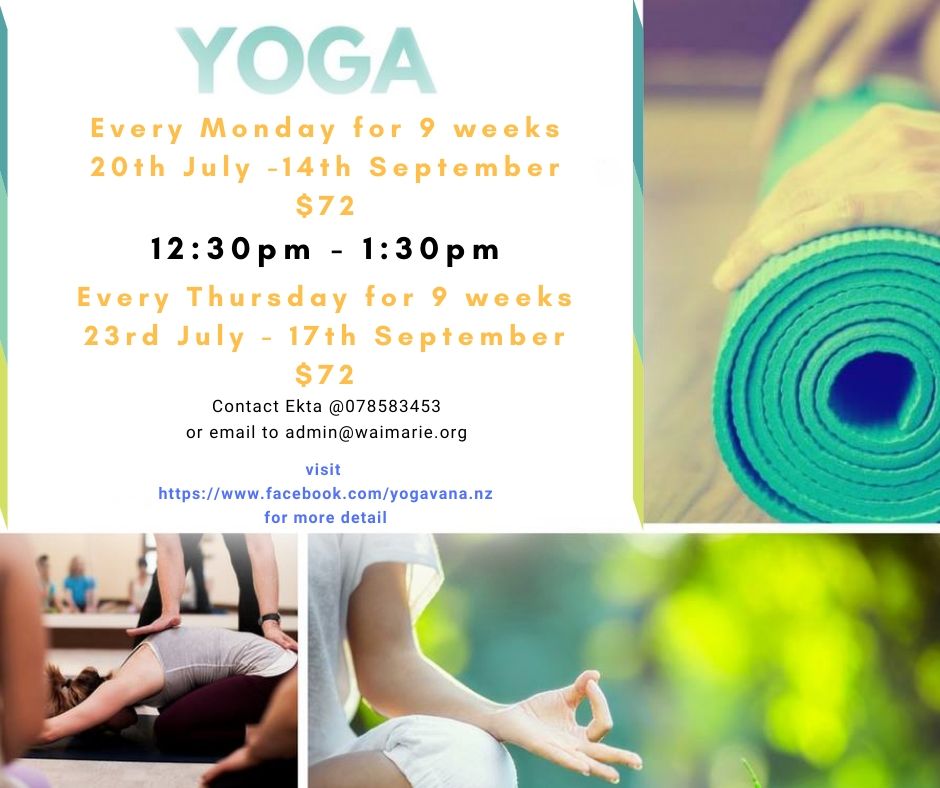 YOGA
Every Monday for 9 weeks
20th July -14th September
$72
12:30pm - 1:30pm
Every Thursday for 9 weeks
23rd July - 17th September
$72
Contact Ekta @078583453
or email to admin@waimarie.org
visit
https://www.facebook.com/yogavana.nz
for more detail